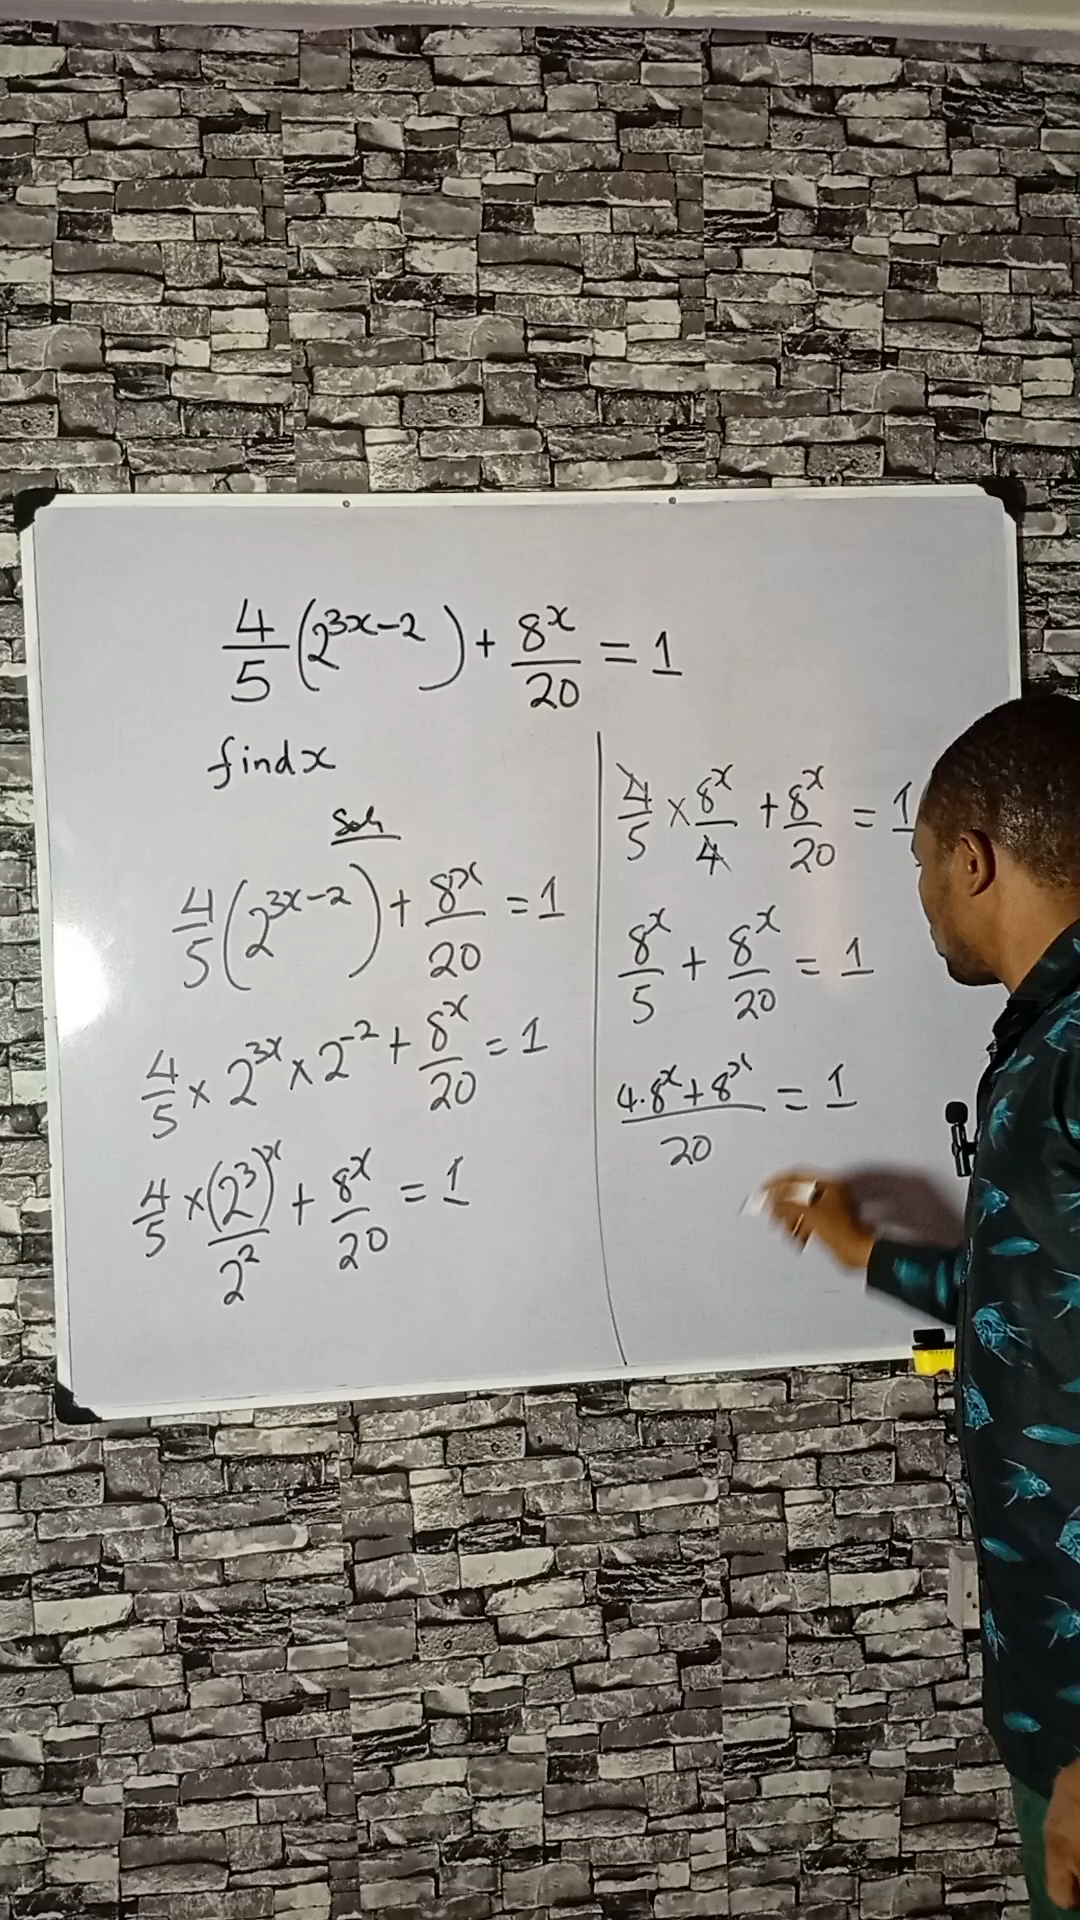 4/5 (2^(3x-2)) + 8^x/20 = 1
find x
Soln
4/5 (2^(3x-2)) + 8^x/20 = 1
4/5 × 2^(3x) × 2^(-2) + 8^x/20 = 1
4/5 × (2^3)^x/2^2 + 8^x/20 = 1
4/5 × 8^x/4 + 8^x/20 = 1
8^x/5 + 8^x/20 = 1
(4·8^x + 8^x)/20 = 1